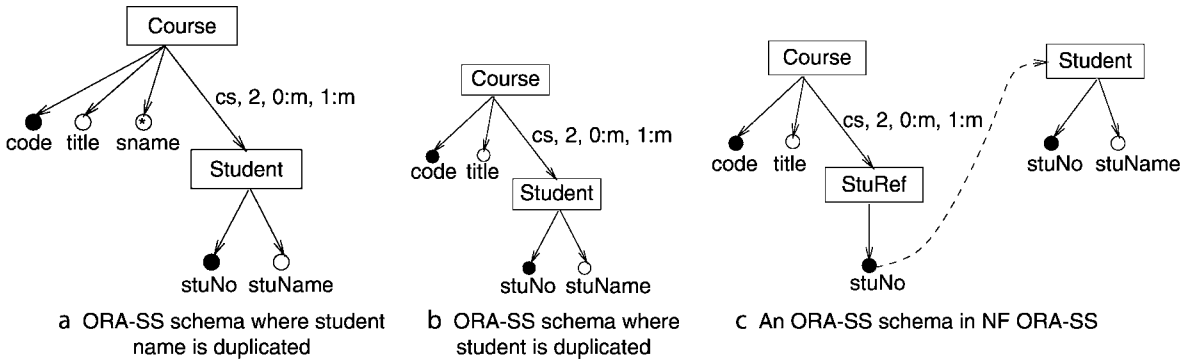 Course
code title sname
*
cs, 2, 0:m, 1:m
Student
stuNo stuName
a ORA-SS schema where student
name is duplicated
Course
code title
cs, 2, 0:m, 1:m
Student
stuNo stuName
b ORA-SS schema where
student is duplicated
Course
code title
cs, 2, 0:m, 1:m
StuRef
stuNo
Student
stuNo stuName
c An ORA-SS schema in NF ORA-SS